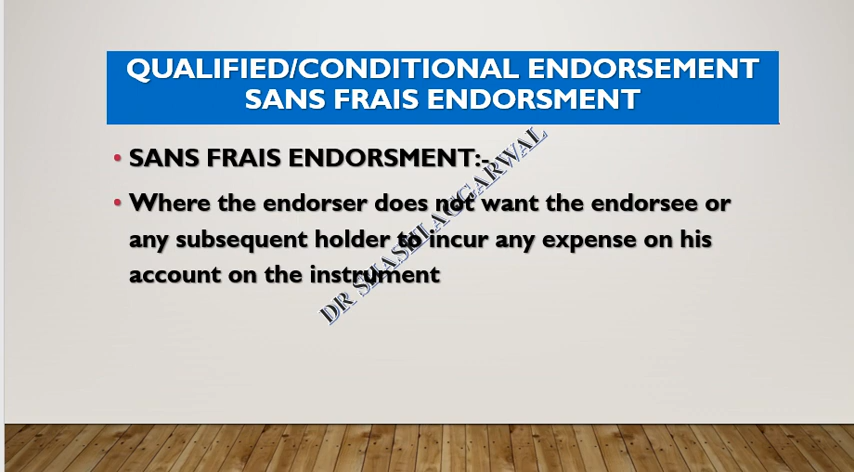 QUALIFIED/CONDITIONAL ENDORSEMENT
SANS FRAIS ENDORSMENT
• SANS FRAIS ENDORSMENT:-
• Where the endorser does not want the endorsee or
any subsequent holder to incur any expense on his
account on the instrument
DR SHASHI AGGARWAL